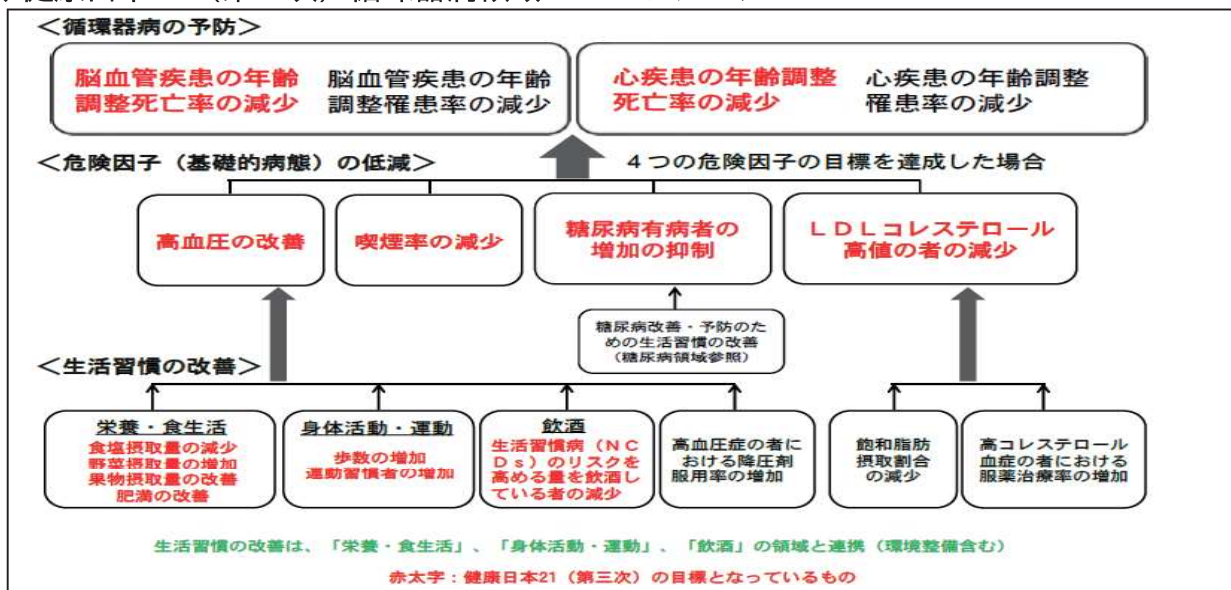 ＜循環器病の予防＞
脳血管疾患の年齢
調整死亡率の減少
脳血管疾患の年齢
調整罹患率の減少
心疾患の年齢調整
死亡率の減少
心疾患の年齢調整
罹患率の減少
＜危険因子（基礎的病態）の低減＞
４つの危険因子の目標を達成した場合
高血圧の改善
喫煙率の減少
糖尿病有病者の
増加の抑制
ＬＤＬコレステロール
高値の者の減少
糖尿病改善・予防のた
めの生活習慣の改善
（糖尿病領域参照）
＜生活習慣の改善＞
栄養・食生活
食塩摂取量の減少
野菜摂取量の増加
果物摂取量の改善
肥満の改善
身体活動・運動
歩数の増加
運動習慣者の増加
飲酒
生活習慣病（ＮＣ
Ｄｓ）のリスクを
高める量を飲酒し
ている者の減少
高血圧症の者に
おける降圧剤
服用率の増加
飽和脂肪
摂取割合
の減少
高コレステロール
血症の者における
服薬治療率の増加
生活習慣の改善は、「栄養・食生活」、「身体活動・運動」、「飲酒」の領域と連携（環境整備含む）
赤太字：健康日本21（第三次）の目標となっているもの